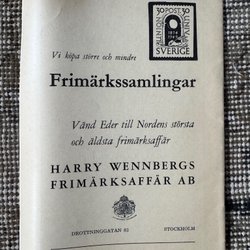 30 POST 30
SVERIGE
Vi köpa större och mindre
Frimärkssamlingar
Vänd Eder till Nordens största
och äldsta frimärksaffär
HARRY WENNBERGS
FRIMÄRKSAFFÄR AB
DROTTNINGGATAN 82 STOCKHOLM